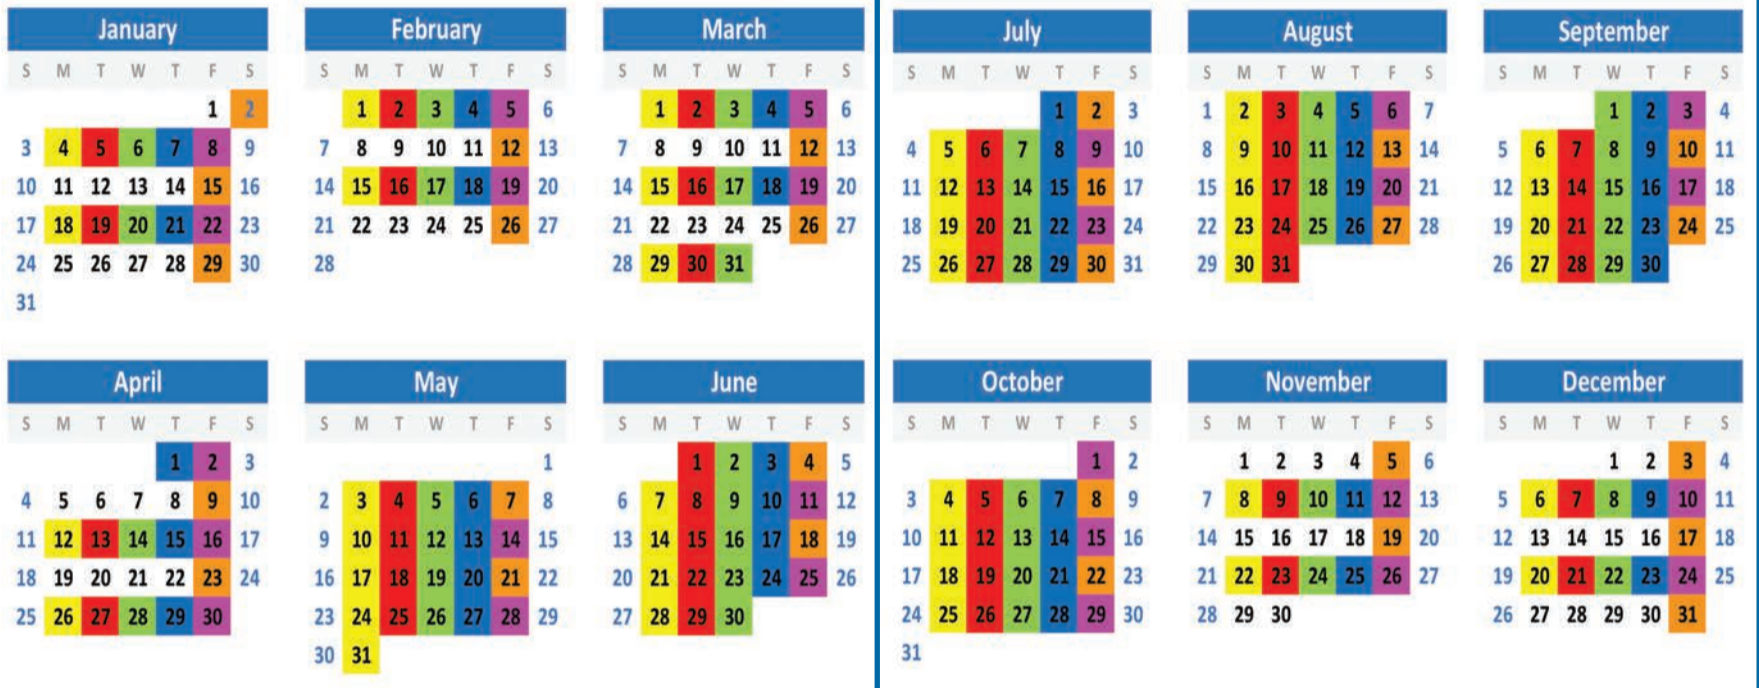 January
S M T W T F S
1 2
3 4 5 6 7 8 9
10 11 12 13 14 15 16
17 18 19 20 21 22 23
24 25 26 27 28 29 30
31
February
S M T W T F S
1 2 3 4 5 6
7 8 9 10 11 12 13
14 15 16 17 18 19 20
21 22 23 24 25 26 27
28
March
S M T W T F S
1 2 3 4 5 6
7 8 9 10 11 12 13
14 15 16 17 18 19 20
21 22 23 24 25 26 27
28 29 30 31
April
S M T W T F S
1 2 3
4 5 6 7 8 9 10
11 12 13 14 15 16 17
18 19 20 21 22 23 24
25 26 27 28 29 30
May
S M T W T F S
1
2 3 4 5 6 7 8
9 10 11 12 13 14 15
16 17 18 19 20 21 22
23 24 25 26 27 28 29
30 31
June
S M T W T F S
1 2 3 4 5
6 7 8 9 10 11 12
13 14 15 16 17 18 19
20 21 22 23 24 25 26
27 28 29 30
July
S M T W T F S
1 2 3
4 5 6 7 8 9 10
11 12 13 14 15 16 17
18 19 20 21 22 23 24
25 26 27 28 29 30 31
August
S M T W T F S
1 2 3 4 5 6 7
8 9 10 11 12 13 14
15 16 17 18 19 20 21
22 23 24 25 26 27 28
29 30 31
September
S M T W T F S
1 2 3 4
5 6 7 8 9 10 11
12 13 14 15 16 17 18
19 20 21 22 23 24 25
26 27 28 29 30
October
S M T W T F S
1 2
3 4 5 6 7 8 9
10 11 12 13 14 15 16
17 18 19 20 21 22 23
24 25 26 27 28 29 30
31
November
S M T W T F S
1 2 3 4 5 6
7 8 9 10 11 12 13
14 15 16 17 18 19 20
21 22 23 24 25 26 27
28 29 30
December
S M T W T F S
1 2 3 4
5 6 7 8 9 10 11
12 13 14 15 16 17 18
19 20 21 22 23 24 25
26 27 28 29 30 31